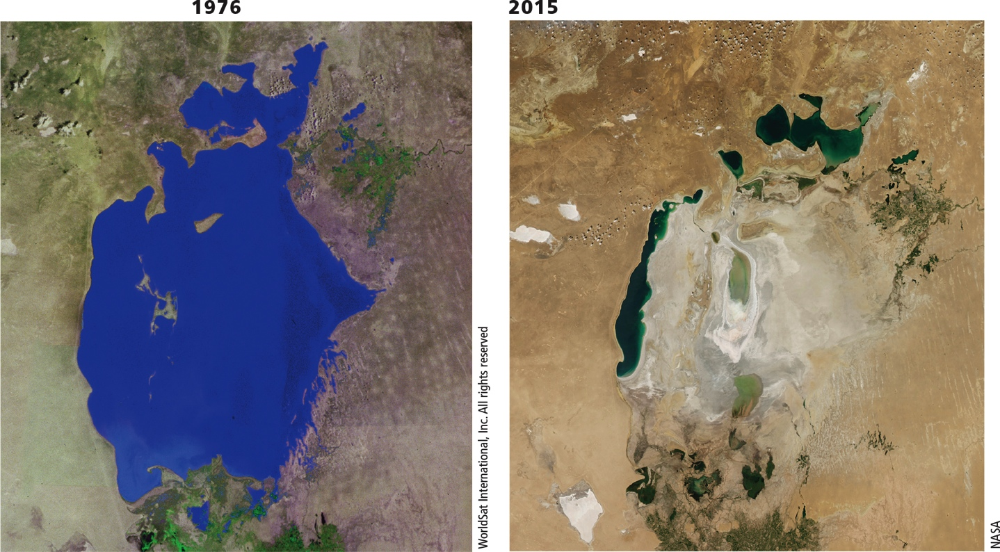 1976
2015
WorldSat International, Inc. All rights reserved
NASA